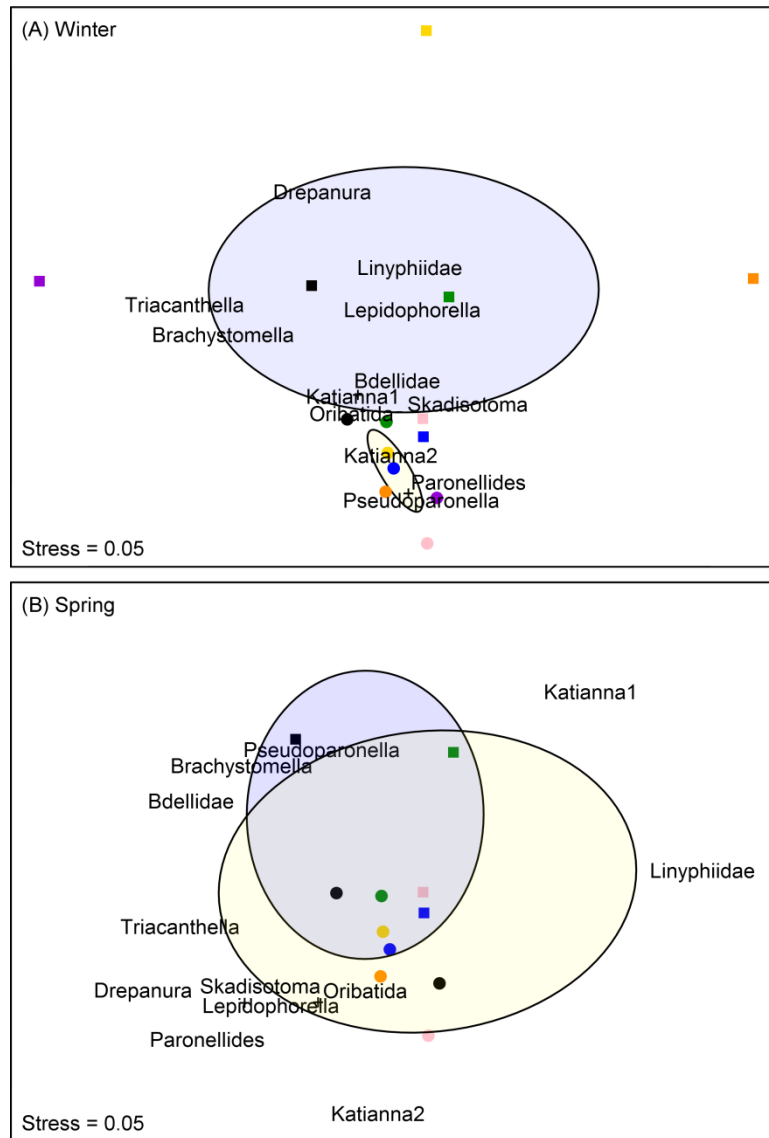 (A) Winter
Drepanura
Linyphiidae
Triacanthella
Lepidophorella
Brachystomella
Bdellidae
Katianna1
Skadisotoma
Oribatida
Katianna2
Paronellides
Pseudoparonella
Stress = 0.05
(B) Spring
Katianna1
Pseudoparonella
Brachystomella
Bdellidae
Linyphiidae
Triacanthella
Skadisotoma
Drepanura
Oribatida
Lepidophorella
Paronellides
Katianna2
Stress = 0.05